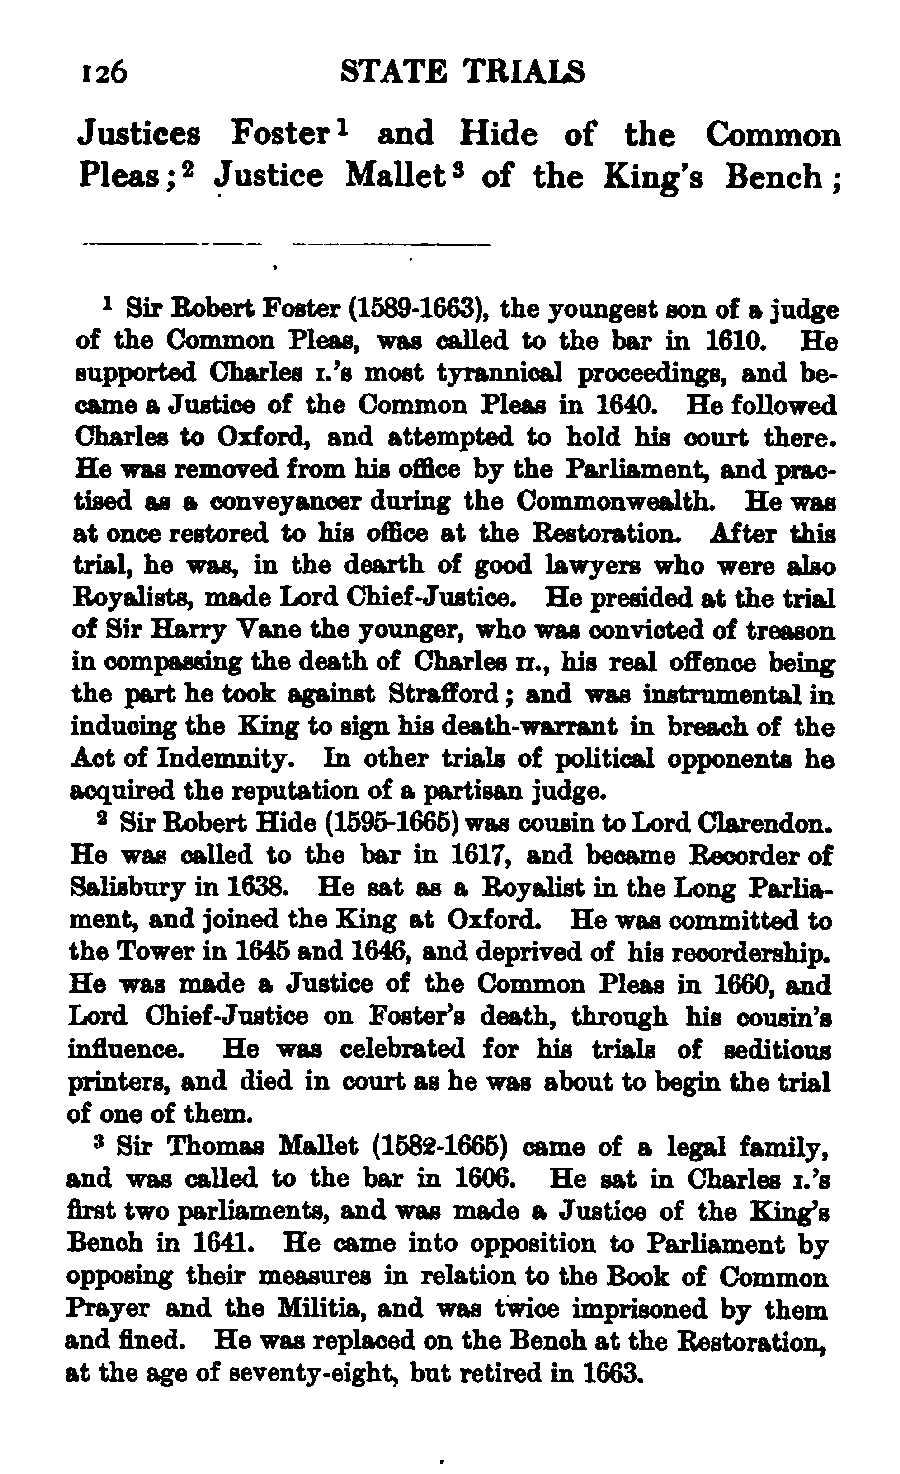 126 STATE TRIALS
Justices Foster¹ and Hide of the Common
Pleas;² Justice Mallet³ of the King's Bench;
¹ Sir Robert Foster (1589-1663), the youngest son of a judge
of the Common Pleas, was called to the bar in 1610. He
supported Charles I.'s most tyrannical proceedings, and be-
came a Justice of the Common Pleas in 1640. He followed
Charles to Oxford, and attempted to hold his court there.
He was removed from his office by the Parliament, and prac-
tised as a conveyancer during the Commonwealth. He was
at once restored to his office at the Restoration. After this
trial, he was, in the dearth of good lawyers who were also
Royalists, made Lord Chief-Justice. He presided at the trial
of Sir Harry Vane the younger, who was convicted of treason
in compassing the death of Charles II., his real offence being
the part he took against Strafford; and was instrumental in
inducing the King to sign his death-warrant in breach of the
Act of Indemnity. In other trials of political opponents he
acquired the reputation of a partisan judge.
² Sir Robert Hide (1595-1665) was cousin to Lord Clarendon.
He was called to the bar in 1617, and became Recorder of
Salisbury in 1638. He sat as a Royalist in the Long Parlia-
ment, and joined the King at Oxford. He was committed to
the Tower in 1645 and 1646, and deprived of his recordership.
He was made a Justice of the Common Pleas in 1660, and
Lord Chief-Justice on Foster's death, through his cousin's
influence. He was celebrated for his trials of seditious
printers, and died in court as he was about to begin the trial
of one of them.
³ Sir Thomas Mallet (1582-1665) came of a legal family,
and was called to the bar in 1606. He sat in Charles I.'s
first two parliaments, and was made a Justice of the King's
Bench in 1641. He came into opposition to Parliament by
opposing their measures in relation to the Book of Common
Prayer and the Militia, and was twice imprisoned by them
and fined. He was replaced on the Bench at the Restoration,
at the age of seventy-eight, but retired in 1663.